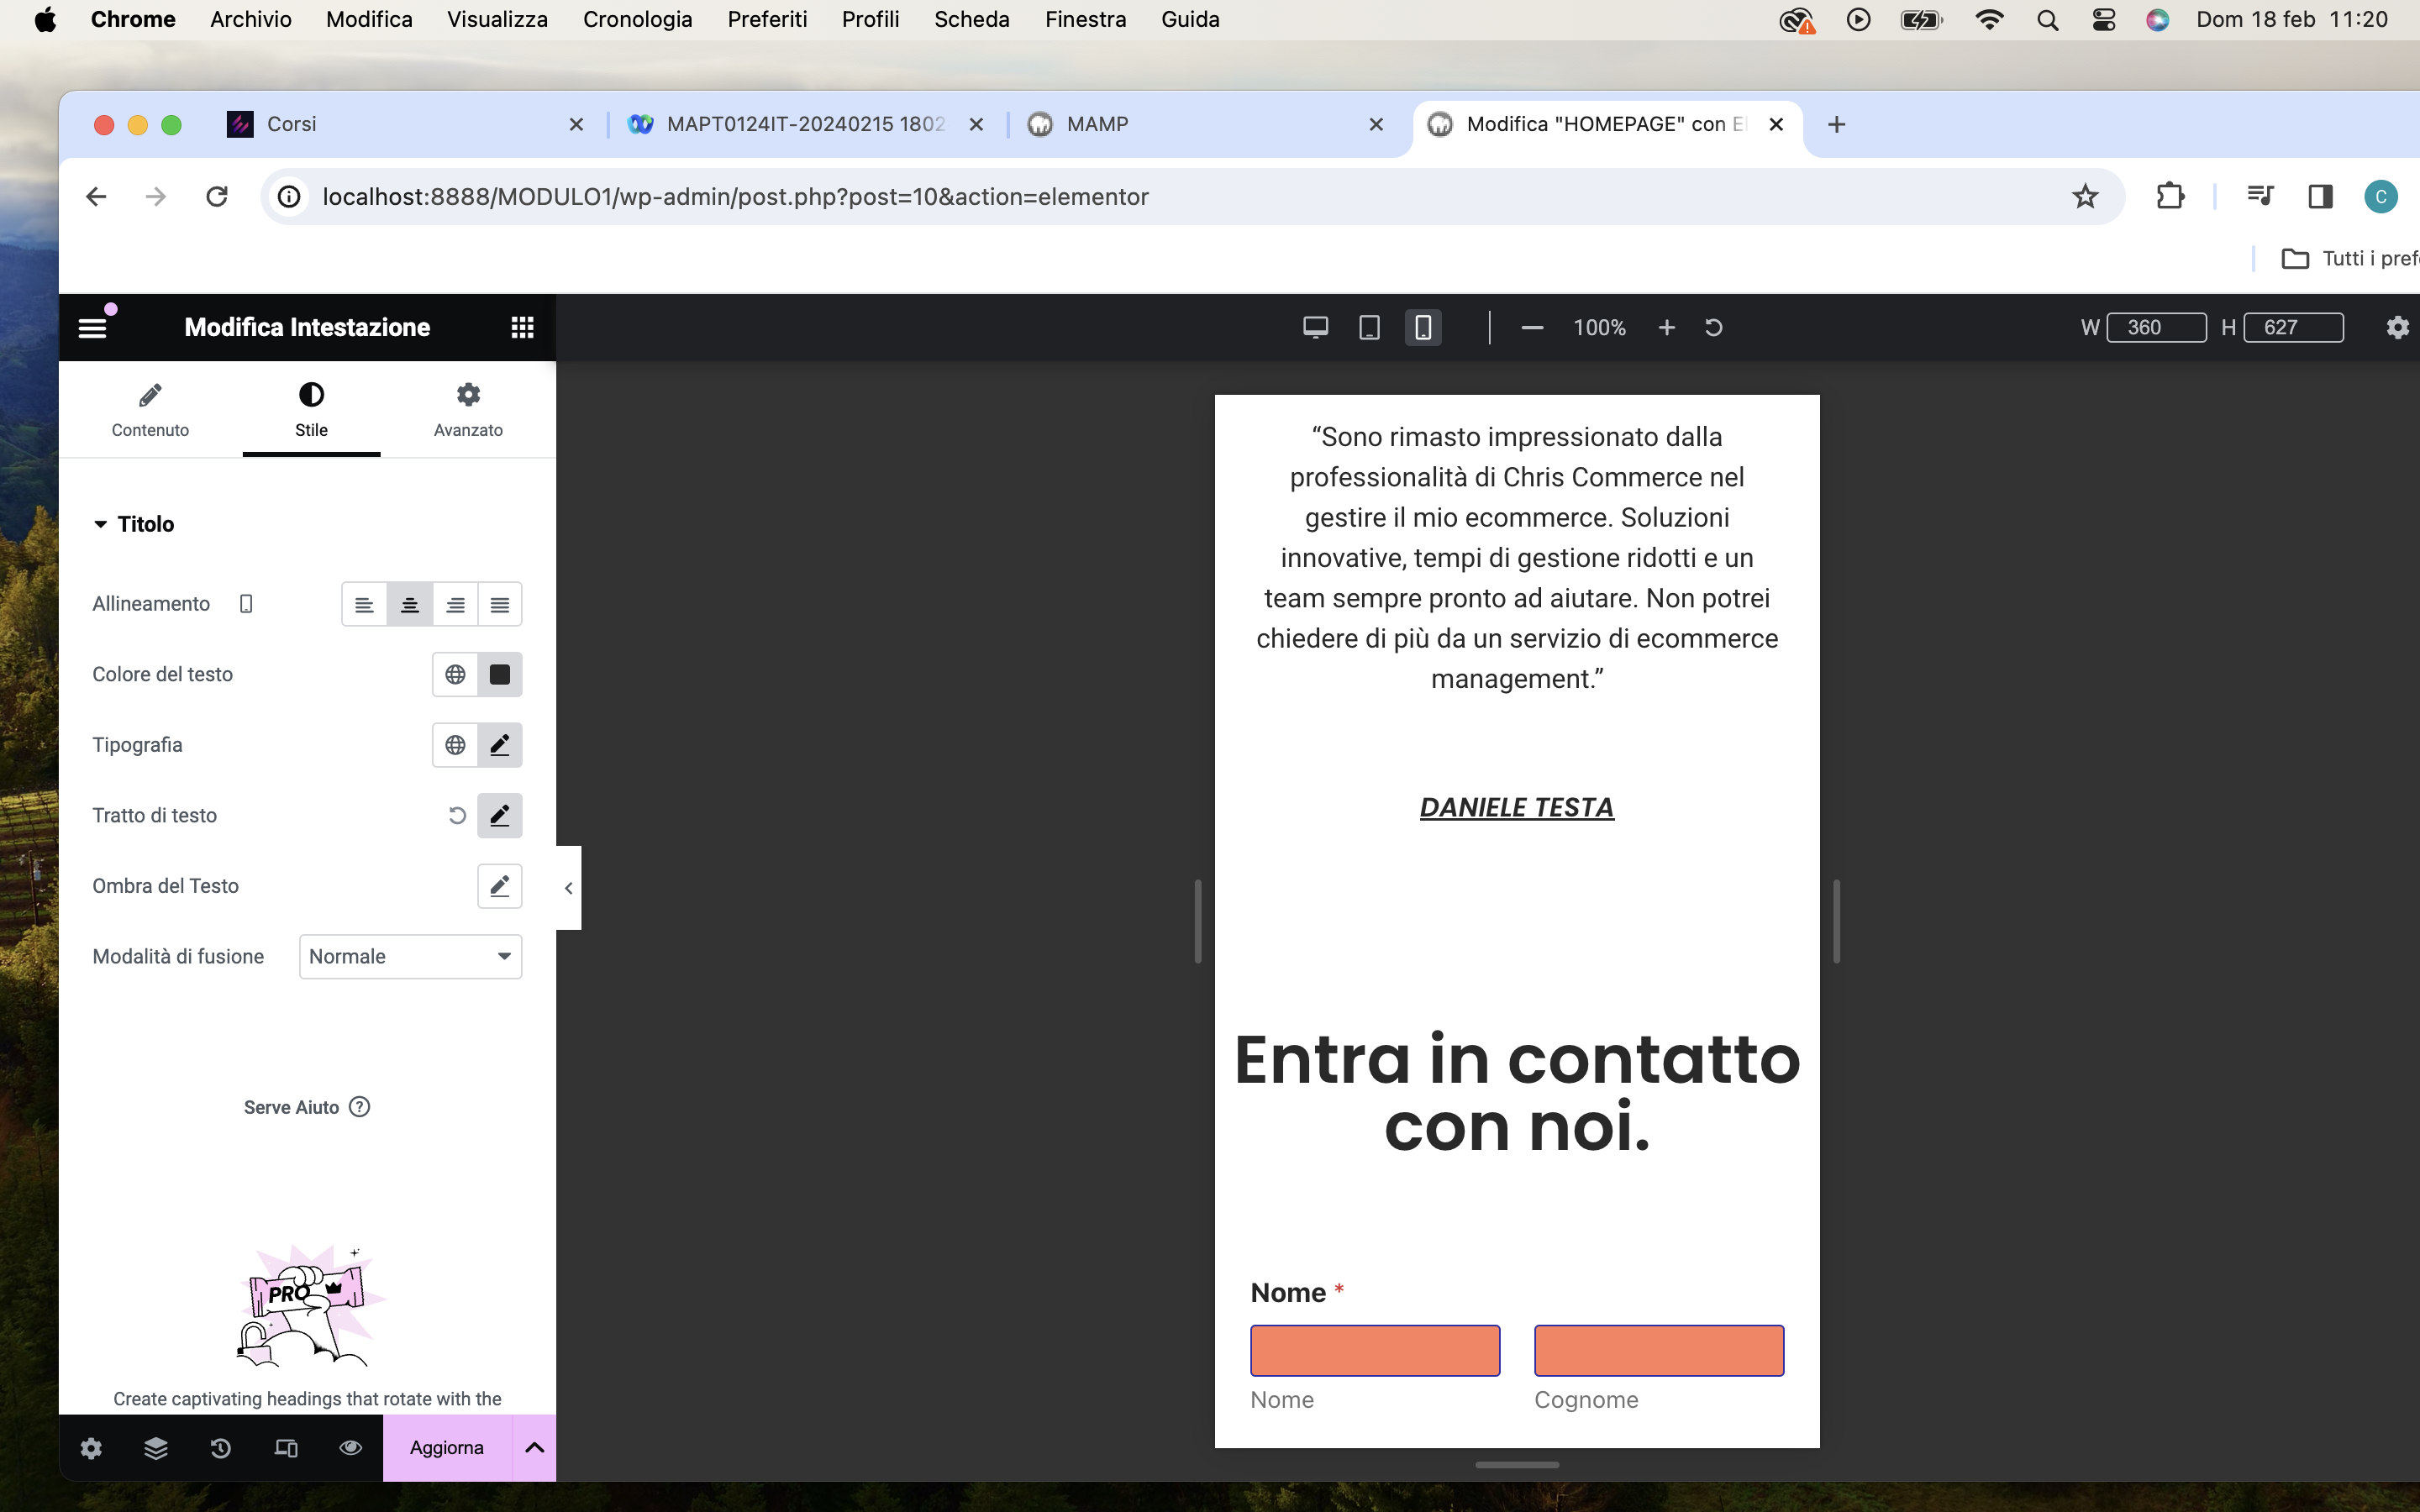 Chrome Archivio Modifica Visualizza Cronologia Preferiti Profili Scheda Finestra Guida Dom 18 feb 11:20
Corsi MAPT0124IT-20240215 1802 MAMP Modifica "HOMEPAGE" con El
localhost:8888/MODULO1/wp-admin/post.php?post=10&action=elementor C
Tutti i pref
Modifica Intestazione 100% W 360 H 627
Contenuto Stile Avanzato
Titolo
Allineamento
Colore del testo
Tipografia
Tratto di testo
Ombra del Testo
Modalità di fusione Normale
Serve Aiuto ?
PRO
Create captivating headings that rotate with the
Aggiorna
“Sono rimasto impressionato dalla
professionalità di Chris Commerce nel
gestire il mio ecommerce. Soluzioni
innovative, tempi di gestione ridotti e un
team sempre pronto ad aiutare. Non potrei
chiedere di più da un servizio di ecommerce
management.”
DANIELE TESTA
Entra in contatto
con noi.
Nome *
Nome Cognome